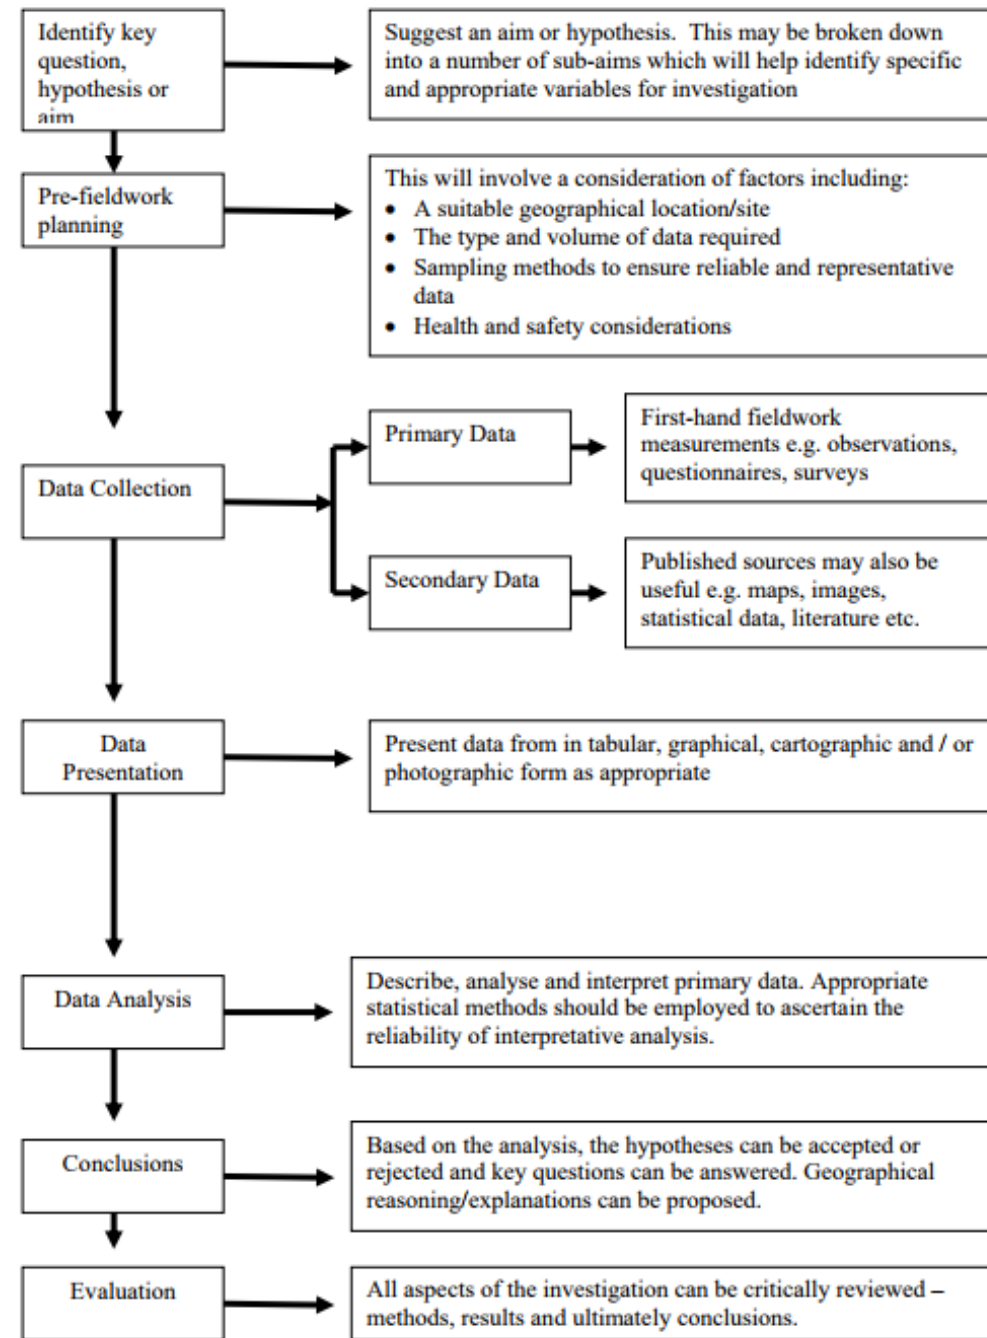 Identify key
question,
hypothesis or
aim
Suggest an aim or hypothesis.  This may be broken down
into a number of sub-aims which will help identify specific
and appropriate variables for investigation
Pre-fieldwork
planning
This will involve a consideration of factors including:
• A suitable geographical location/site
• The type and volume of data required
• Sampling methods to ensure reliable and representative
data
• Health and safety considerations
Data Collection
Primary Data
First-hand fieldwork
measurements e.g. observations,
questionnaires, surveys
Secondary Data
Published sources may also be
useful e.g. maps, images,
statistical data, literature etc.
Data
Presentation
Present data from in tabular, graphical, cartographic and / or
photographic form as appropriate
Data Analysis
Describe, analyse and interpret primary data. Appropriate
statistical methods should be employed to ascertain the
reliability of interpretative analysis.
Conclusions
Based on the analysis, the hypotheses can be accepted or
rejected and key questions can be answered. Geographical
reasoning/explanations can be proposed.
Evaluation
All aspects of the investigation can be critically reviewed –
methods, results and ultimately conclusions.